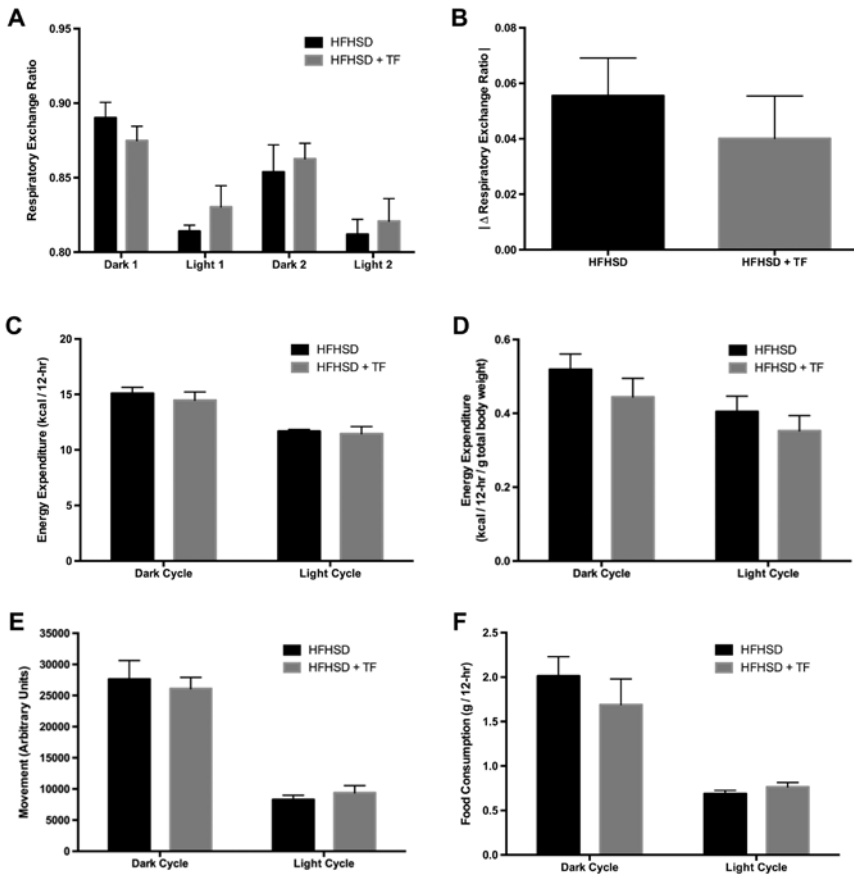 A
Respiratory Exchange Ratio
0.95
0.90
0.85
0.80
HFHSD
HFHSD + TF
Dark 1
Light 1
Dark 2
Light 2
B
| Δ Respiratory Exchange Ratio |
0.08
0.06
0.04
0.02
0.00
HFHSD
HFHSD + TF
C
Energy Expenditure (kcal / 12-hr)
20
15
10
5
0
HFHSD
HFHSD + TF
Dark Cycle
Light Cycle
D
Energy Expenditure
(kcal / 12-hr / g total body weight)
0.6
0.4
0.2
0.0
HFHSD
HFHSD + TF
Dark Cycle
Light Cycle
E
Movement (Arbitrary Units)
35000
30000
25000
20000
15000
10000
5000
0
HFHSD
HFHSD + TF
Dark Cycle
Light Cycle
F
Food Consumption (g / 12-hr)
2.5
2.0
1.5
1.0
0.5
0.0
HFHSD
HFHSD + TF
Dark Cycle
Light Cycle